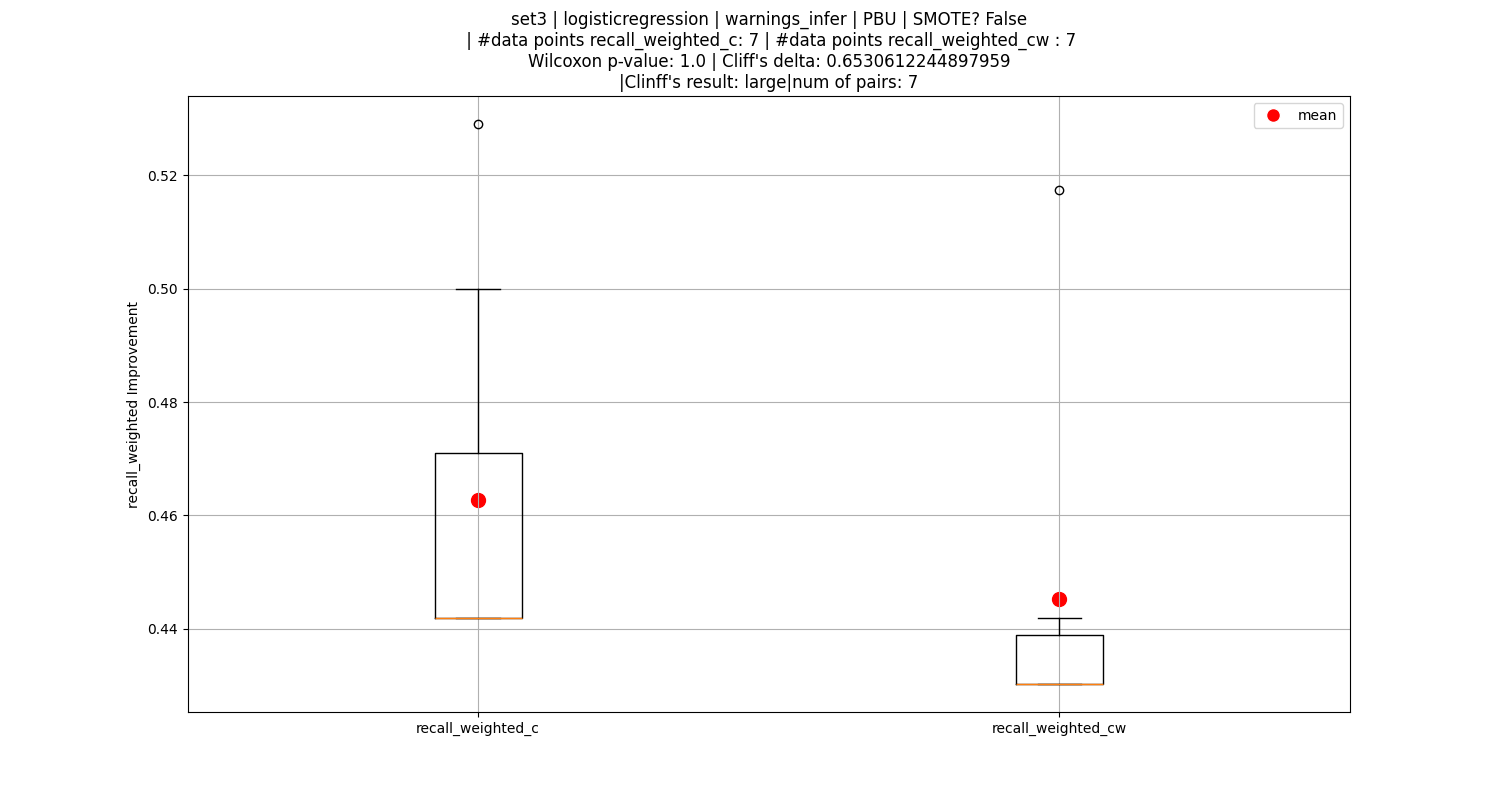 set3 | logisticregression | warnings_infer | PBU | SMOTE? False
| #data points recall_weighted_c: 7 | #data points recall_weighted_cw : 7
Wilcoxon p-value: 1.0 | Cliff's delta: 0.6530612244897959
|Clinff's result: large|num of pairs: 7
mean
0.52
0.50
0.48
0.46
0.44
recall_weighted Improvement
recall_weighted_c
recall_weighted_cw